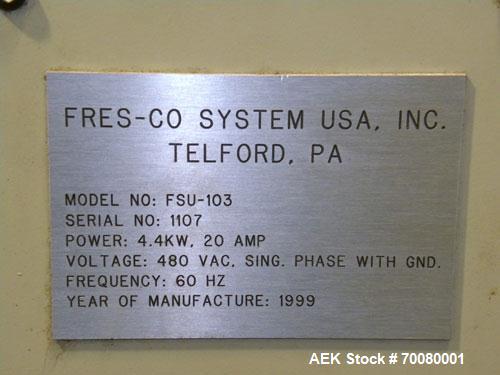 FRES-CO SYSTEM USA, INC.
TELFORD, PA
MODEL NO: FSU-103
SERIAL NO: 1107
POWER: 4.4KW, 20 AMP
VOLTAGE: 480 VAC, SING. PHASE WITH GND.
FREQUENCY: 60 HZ
YEAR OF MANUFACTURE: 1999
AEK Stock # 70080001